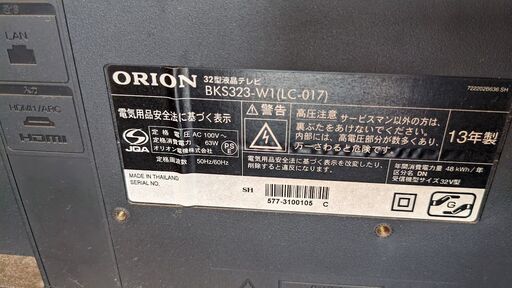 LAN
入力
HDMI1/ARC
HDMI
ORION 32型液晶テレビ
BKS323-W1(LC-017)
722202B636 SH
電気用品安全法に基づく表示
JQA
定格電圧 AC 100V~
定格消費電力 63W
オリオン電機株式会社
定格周波数 50Hz/60Hz
PS
E
警告
高圧注意 サービスマン以外の方は、
裏ぶたをあけないでください。
内部には高圧部分が数多くあり、
万一さわると危険です。
13年製
電気用品安全法に基づく表示を
削除すると違反になります。
年間消費電力量 48 kWh/年
区分名 DN
受信機型サイズ 32V型
MADE IN THAILAND
SERIAL NO.
SH
577-3100105 C
G